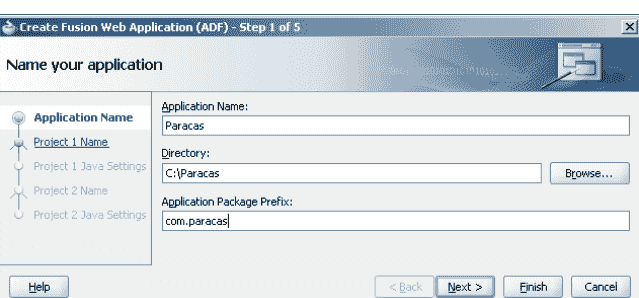 Create Fusion Web Application (ADF) - Step 1 of 5
Name your application
Application Name
Project 1 Name
Project 1 Java Settings
Project 2 Name
Project 2 Java Settings
Application Name:
Paracas
Directory:
C:\Paracas
Browse...
Application Package Prefix:
com.paracas
Help
< Back
Next >
Finish
Cancel